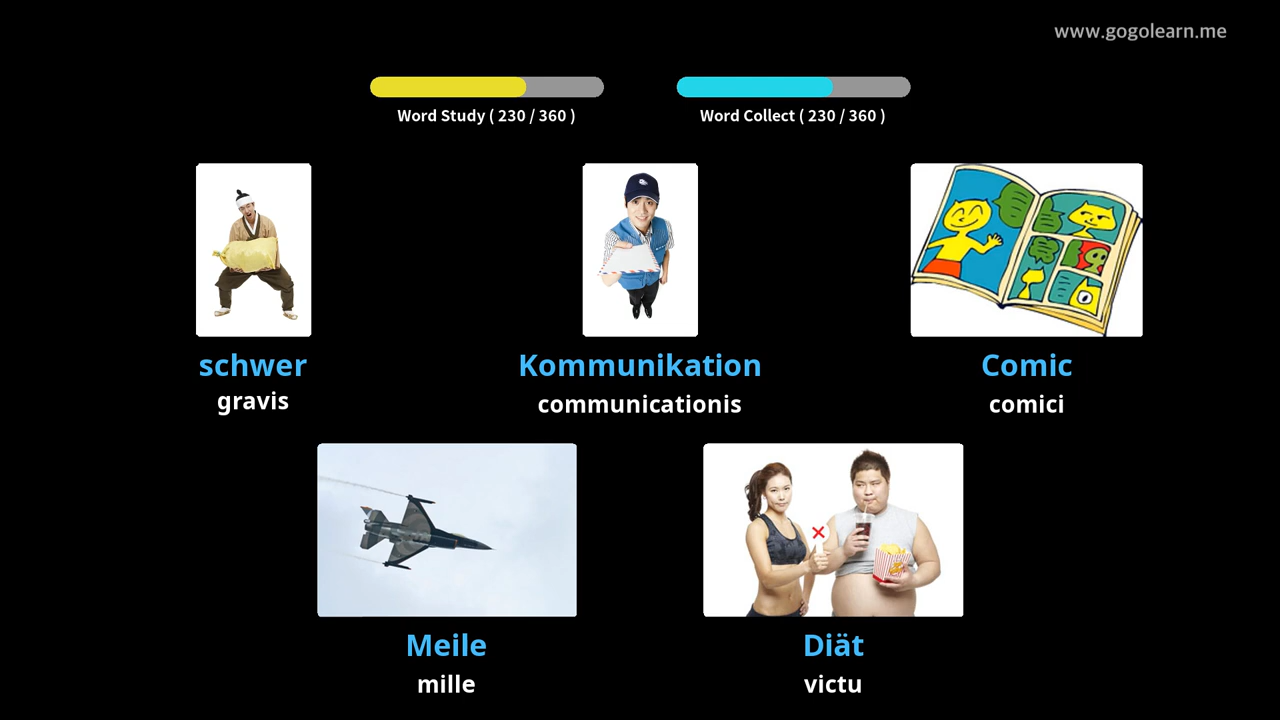 www.gogolearn.me
Word Study ( 230 / 360 )
Word Collect ( 230 / 360 )
schwer
gravis
Kommunikation
communicationis
Comic
comici
Meile
mille
Diät
victu